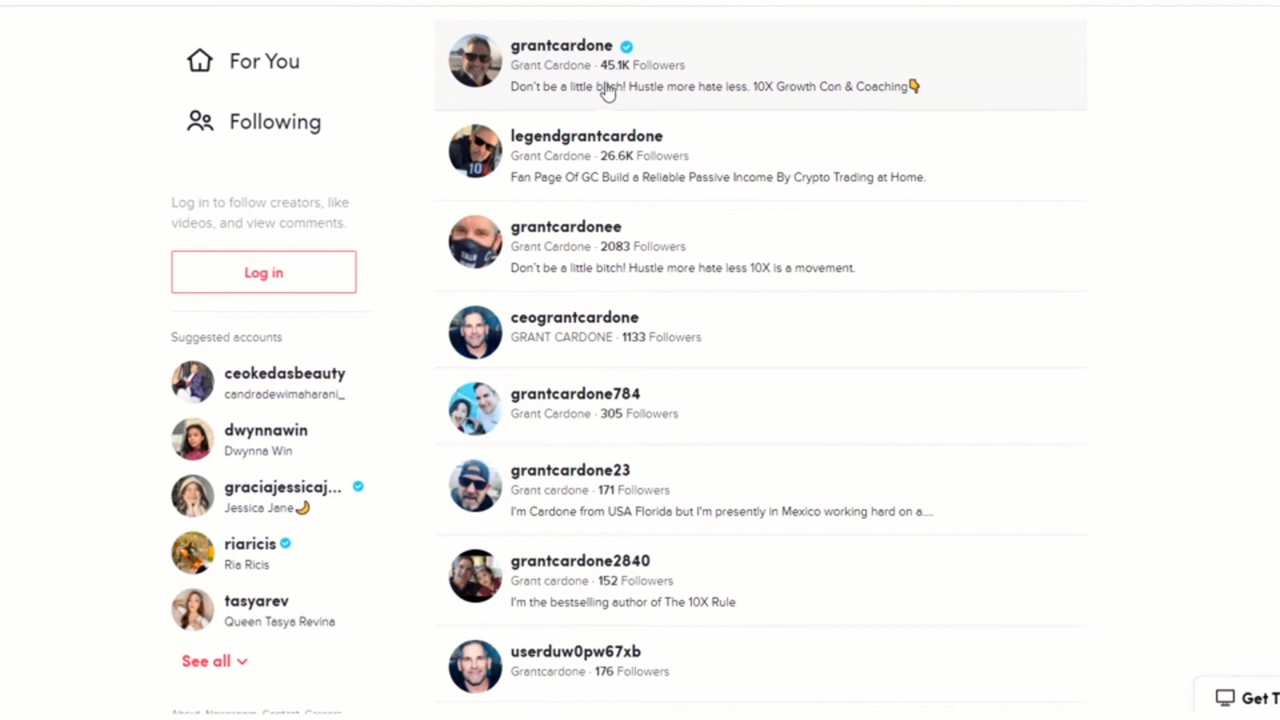 For You
Following
Log in to follow creators, like
videos, and view comments.
Log in
Suggested accounts
ceokedasbeauty
candradewimaharani_
dwynnawin
Dwynna Win
graciajessicaj...
Jessica Jane🌙
riaricis
Ria Ricis
tasyarev
Queen Tasya Revina
See all
About Newsroom Contact Careers
grantcardone
Grant Cardone · 45.1K Followers
Don't be a little bitch! Hustle more hate less. 10X Growth Con & Coaching👇
legendgrantcardone
Grant Cardone · 26.6K Followers
Fan Page Of GC Build a Reliable Passive Income By Crypto Trading at Home.
grantcardonee
Grant Cardone · 2083 Followers
Don't be a little bitch! Hustle more hate less 10X is a movement.
ceograntcardone
GRANT CARDONE · 1133 Followers
grantcardone784
Grant Cardone · 305 Followers
grantcardone23
Grant cardone · 171 Followers
I'm Cardone from USA Florida but I'm presently in Mexico working hard on a....
grantcardone2840
Grant cardone · 152 Followers
I'm the bestselling author of The 10X Rule
userduw0pw67xb
Grantcardone · 176 Followers
Get T